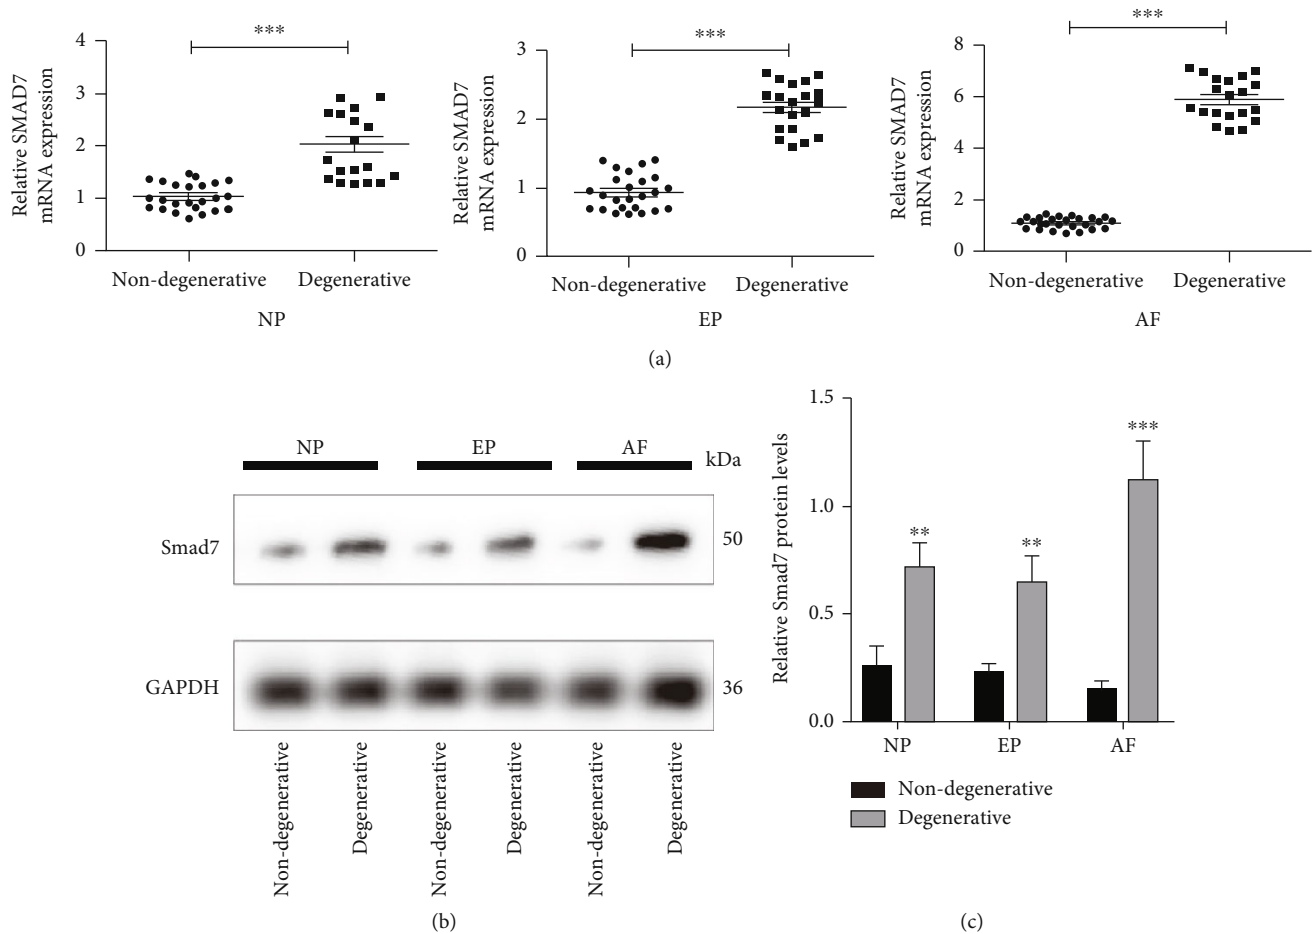 ***
4
3
2
1
0
Relative SMAD7
mRNA expression
Non-degenerative
Degenerative
NP
***
3
2
1
0
Relative SMAD7
mRNA expression
Non-degenerative
Degenerative
EP
***
8
6
4
2
0
Relative SMAD7
mRNA expression
Non-degenerative
Degenerative
AF
(a)
NP
EP
AF
kDa
Smad7
50
GAPDH
36
Non-degenerative
Degenerative
Non-degenerative
Degenerative
Non-degenerative
Degenerative
(b)
1.5
1.0
0.5
0.0
Relative Smad7 protein levels
**
**
***
NP
EP
AF
Non-degenerative
Degenerative
(c)